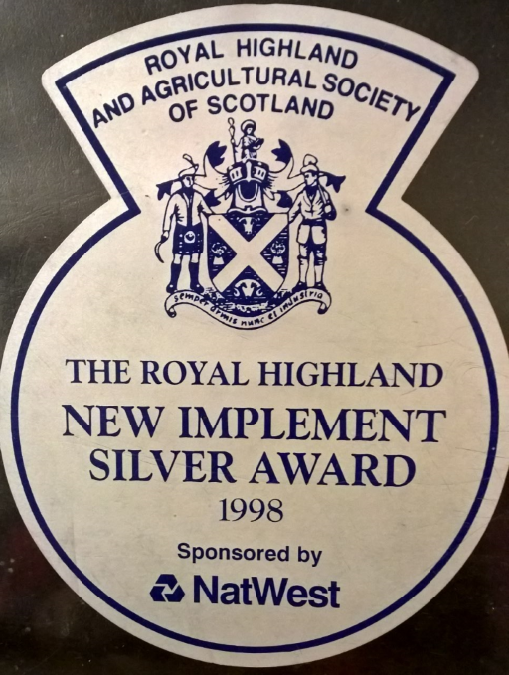 ROYAL HIGHLAND
AND AGRICULTURAL SOCIETY
OF SCOTLAND
semper armis nunc et industria
THE ROYAL HIGHLAND
NEW IMPLEMENT
SILVER AWARD
1998
Sponsored by
NatWest